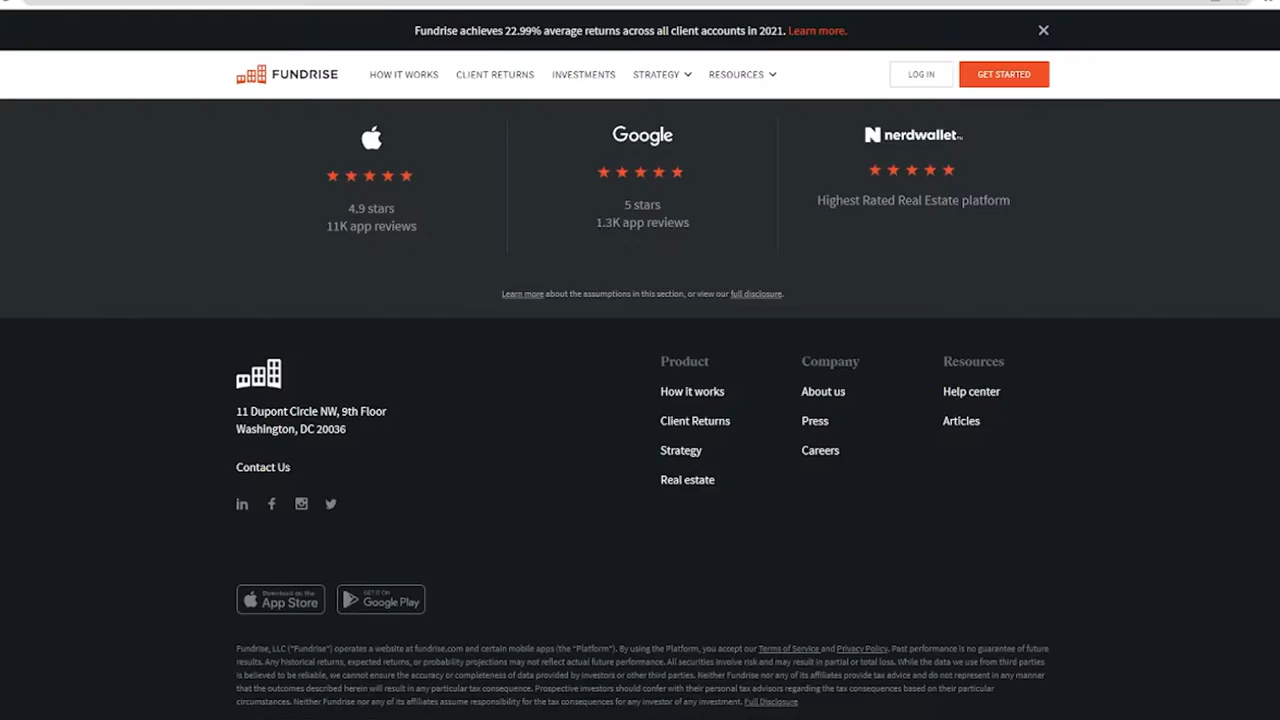 Fundrise achieves 22.99% average returns across all client accounts in 2021. Learn more.
FUNDRISE HOW IT WORKS CLIENT RETURNS INVESTMENTS STRATEGY RESOURCES LOG IN GET STARTED
Google
nerdwallet
4.9 stars
11K app reviews
5 stars
1.3K app reviews
Highest Rated Real Estate platform
Learn more about the assumptions in this section, or view our full disclosure.
11 Dupont Circle NW, 9th Floor
Washington, DC 20036
Contact Us
Product
How it works
Client Returns
Strategy
Real estate
Company
About us
Press
Careers
Resources
Help center
Articles
Download on the
App Store
GET IT ON
Google Play
Fundrise, LLC ("Fundrise") operates a website at fundrise.com and certain mobile apps (the "Platform"). By using the Platform, you accept our Terms of Service and Privacy Policy. Past performance is no guarantee of future
results. Any historical returns, expected returns, or probability projections may not reflect actual future performance. All securities involve risk and may result in partial or total loss. While the data we use from third parties
is believed to be reliable, we cannot ensure the accuracy or completeness of data provided by investors or other third parties. Neither Fundrise nor any of its affiliates provide tax advice and do not represent in any manner
that the outcomes described herein will result in any particular tax consequence. Prospective investors should confer with their personal tax advisors regarding the tax consequences based on their particular
circumstances. Neither Fundrise nor any of its affiliates assume responsibility for the tax consequences for any investor of any investment. Full Disclosure